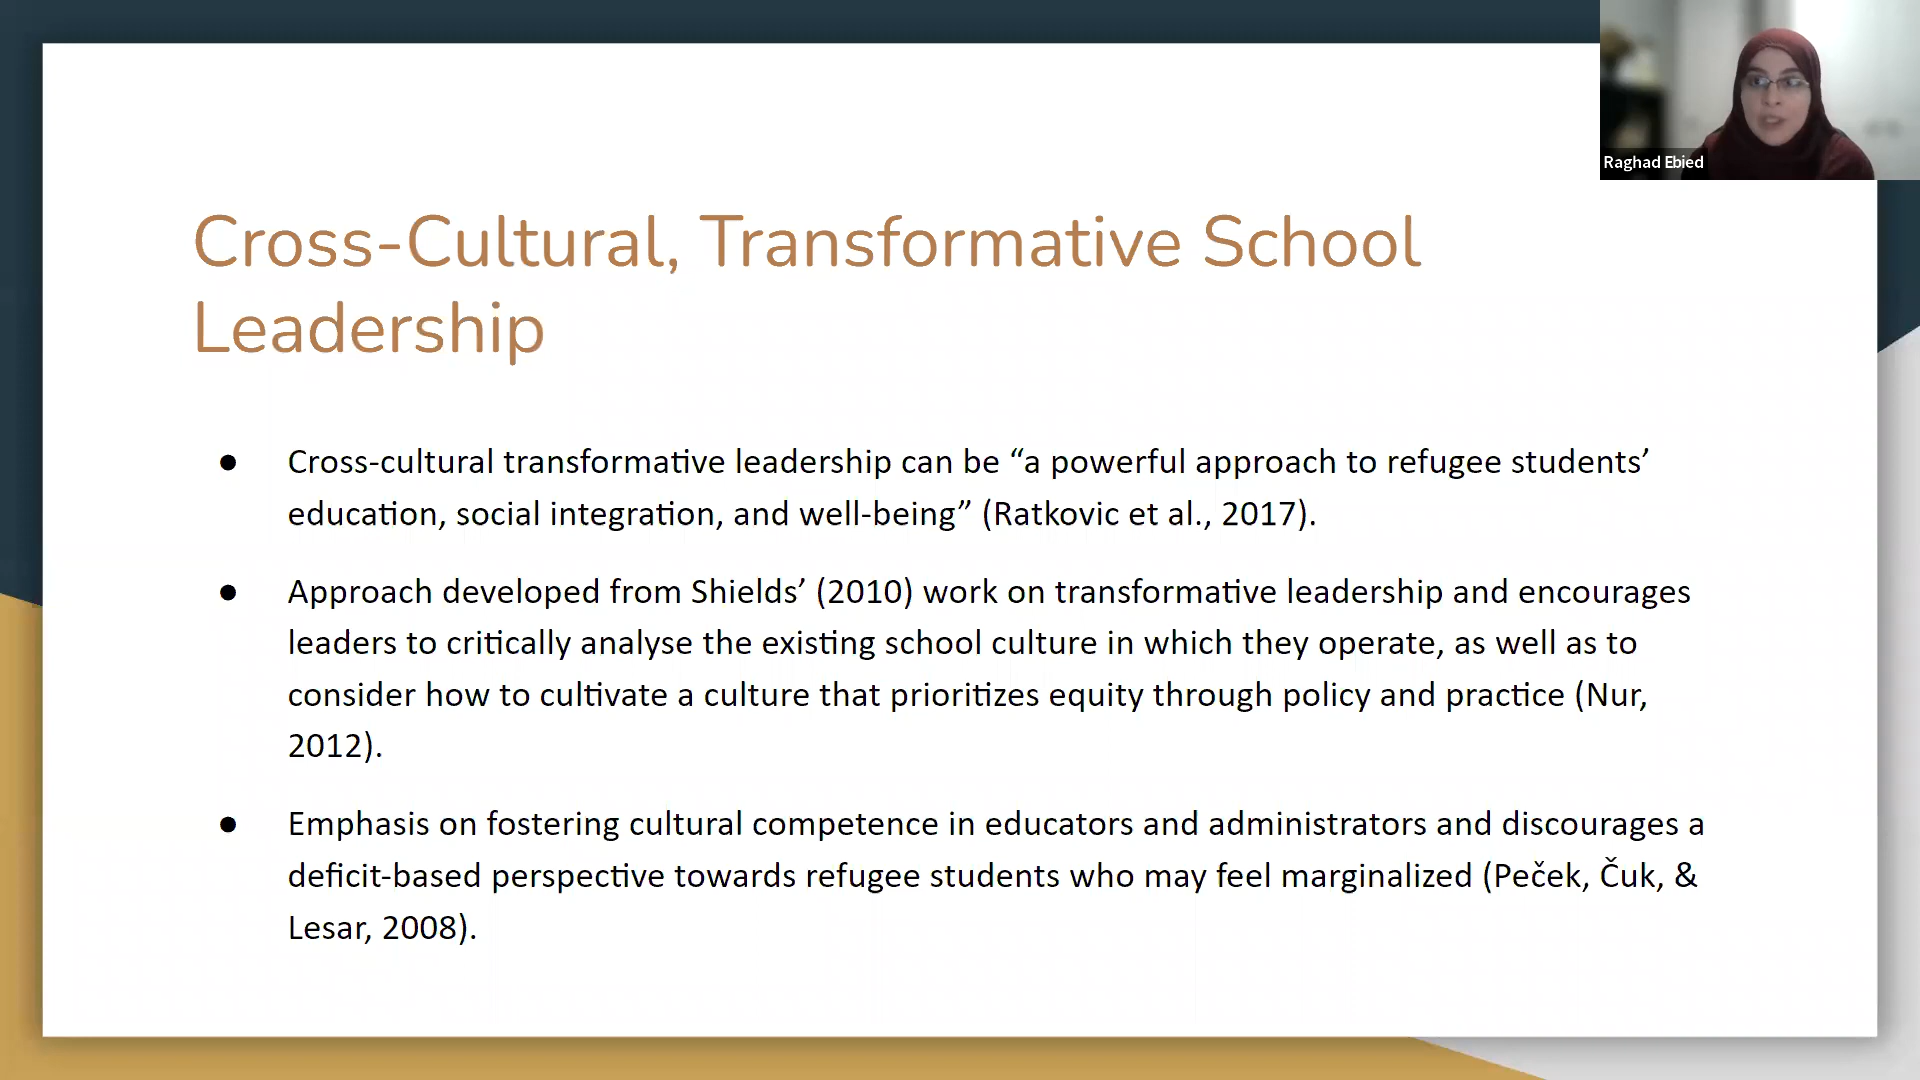 Raghad Ebied
Cross-Cultural, Transformative School
Leadership
● Cross-cultural transformative leadership can be “a powerful approach to refugee students’
education, social integration, and well-being” (Ratkovic et al., 2017).
● Approach developed from Shields’ (2010) work on transformative leadership and encourages
leaders to critically analyse the existing school culture in which they operate, as well as to
consider how to cultivate a culture that prioritizes equity through policy and practice (Nur,
2012).
● Emphasis on fostering cultural competence in educators and administrators and discourages a
deficit-based perspective towards refugee students who may feel marginalized (Peček, Čuk, &
Lesar, 2008).